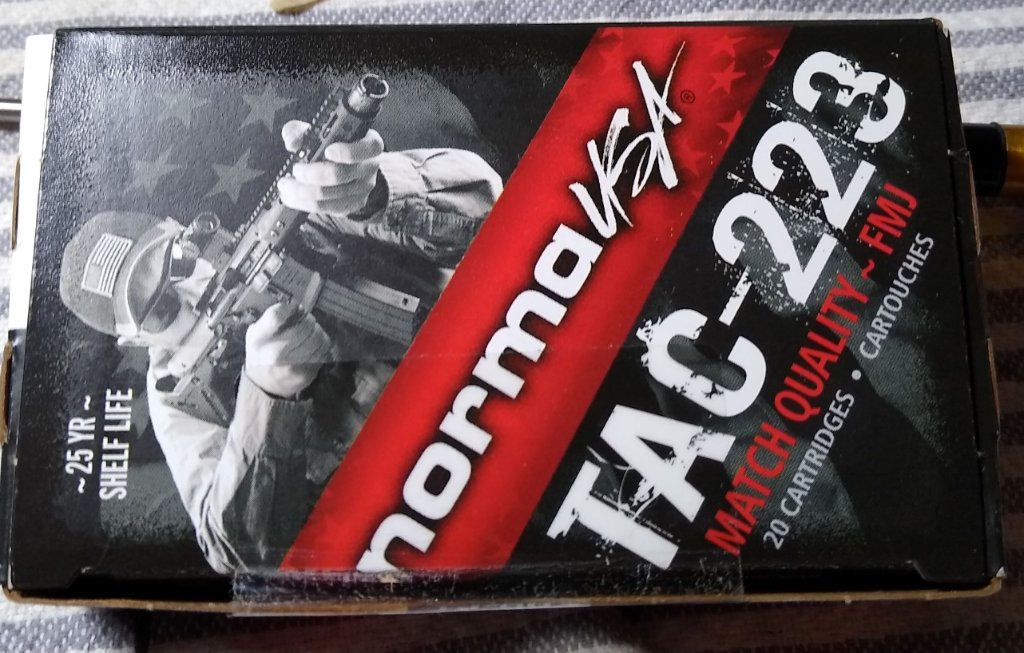 ~ 25 YR ~
SHELF LIFE
norma USA®
TAC-223
MATCH QUALITY ~ FMJ
20 CARTRIDGES • CARTOUCHES